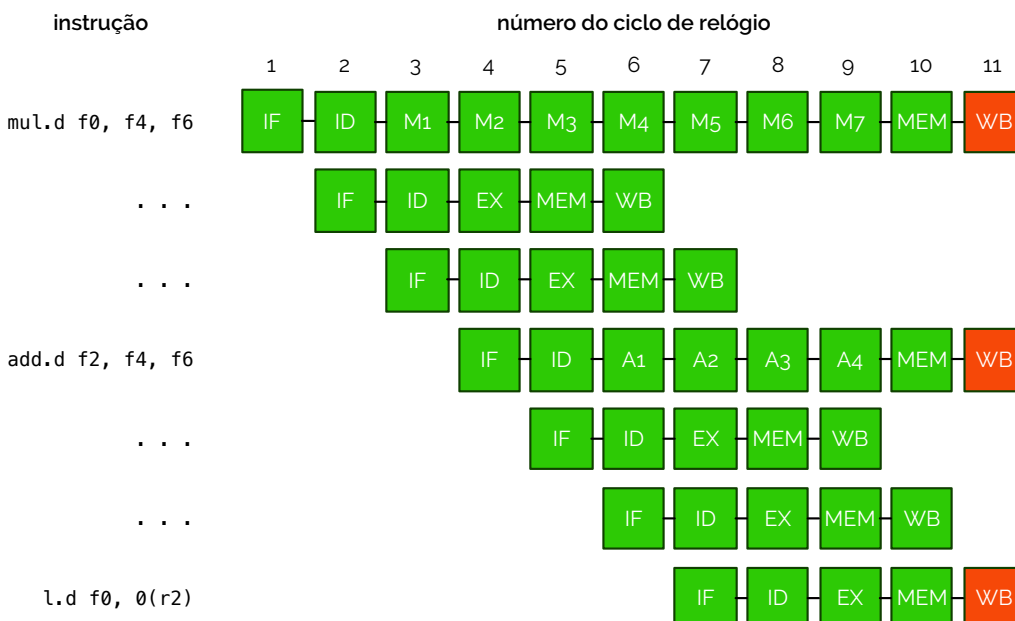 instrução número do ciclo de relógio
1 2 3 4 5 6 7 8 9 10 11
mul.d f0, f4, f6 IF ID M1 M2 M3 M4 M5 M6 M7 MEM WB
. . . IF ID EX MEM WB
. . . IF ID EX MEM WB
add.d f2, f4, f6 IF ID A1 A2 A3 A4 MEM WB
. . . IF ID EX MEM WB
. . . IF ID EX MEM WB
l.d f0, 0(r2) IF ID EX MEM WB